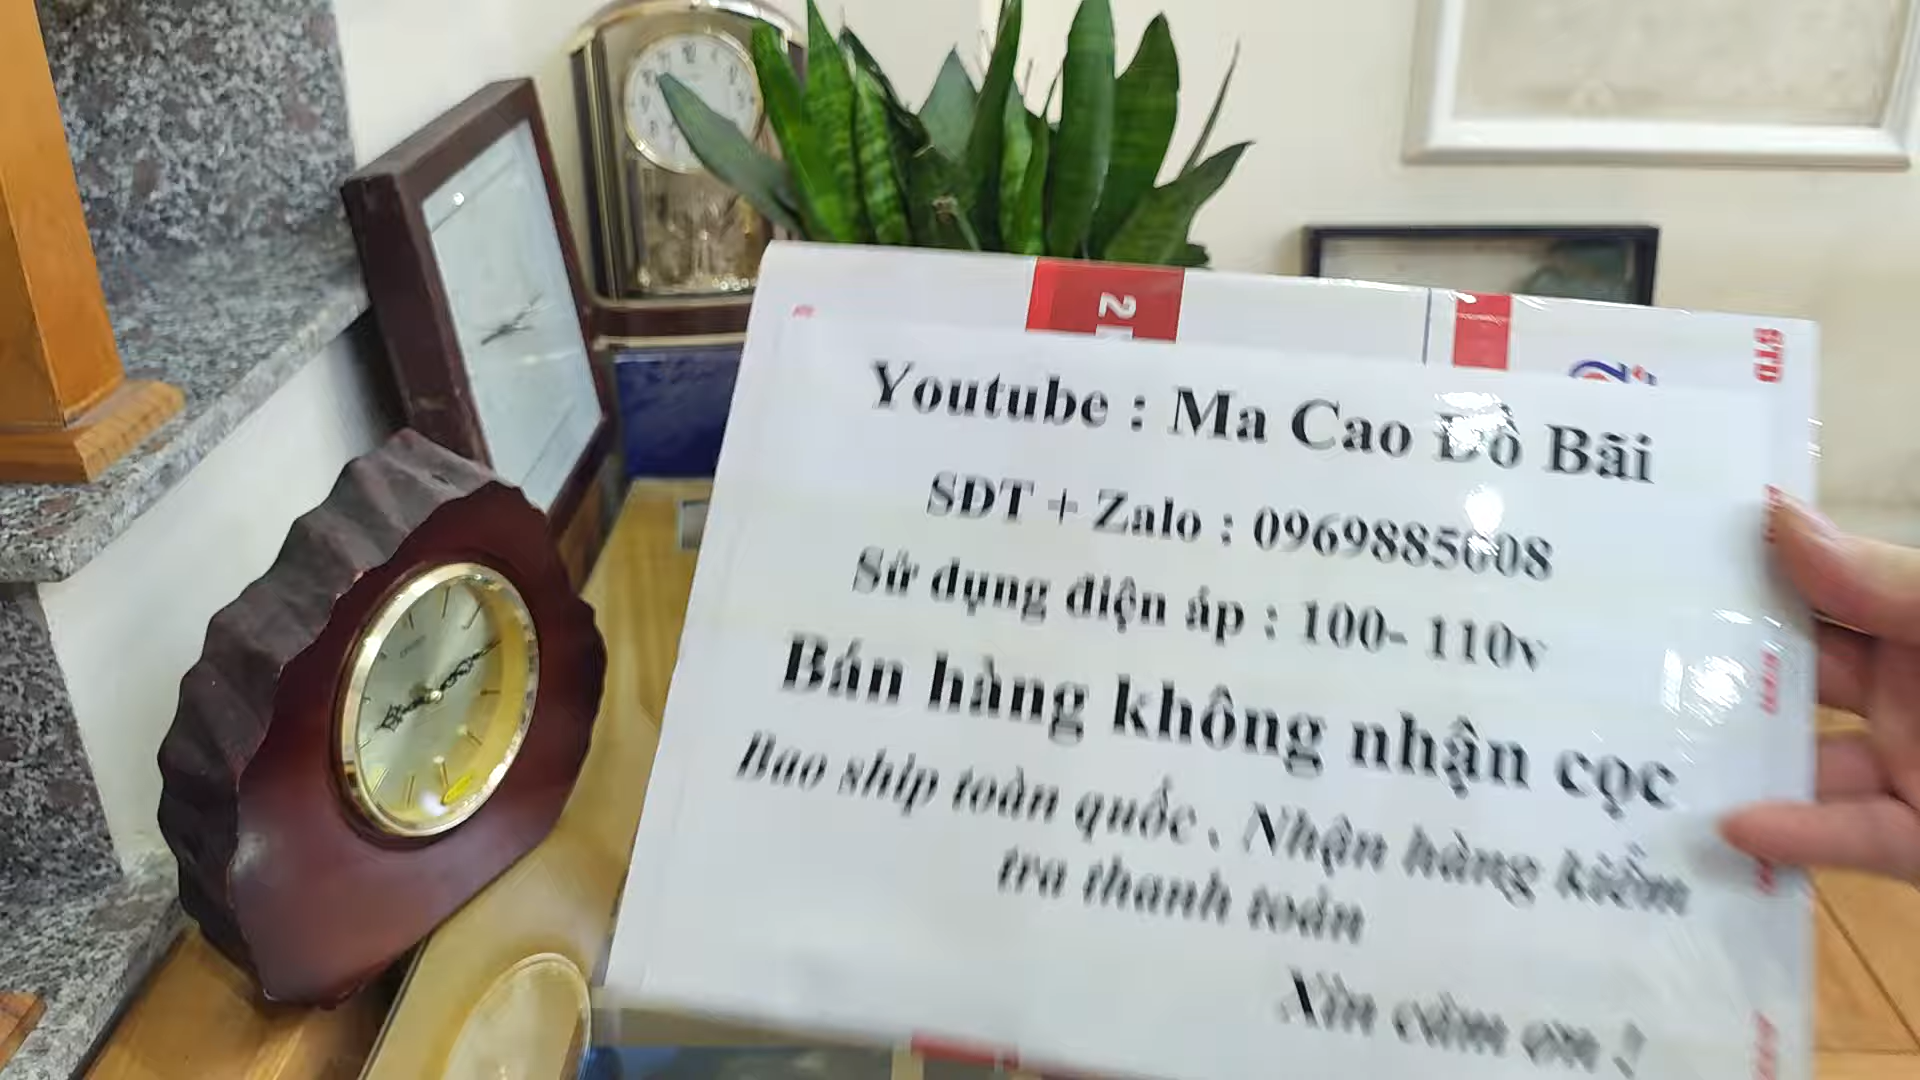 Youtube : Ma Cao Đồ Bãi
SĐT + Zalo : 0969885608
Sử dụng điện áp : 100- 110v
Bán hàng không nhận cọc
Bao ship toàn quốc . Nhận hàng kiểm
tra thanh toán
Xin cảm ơn !